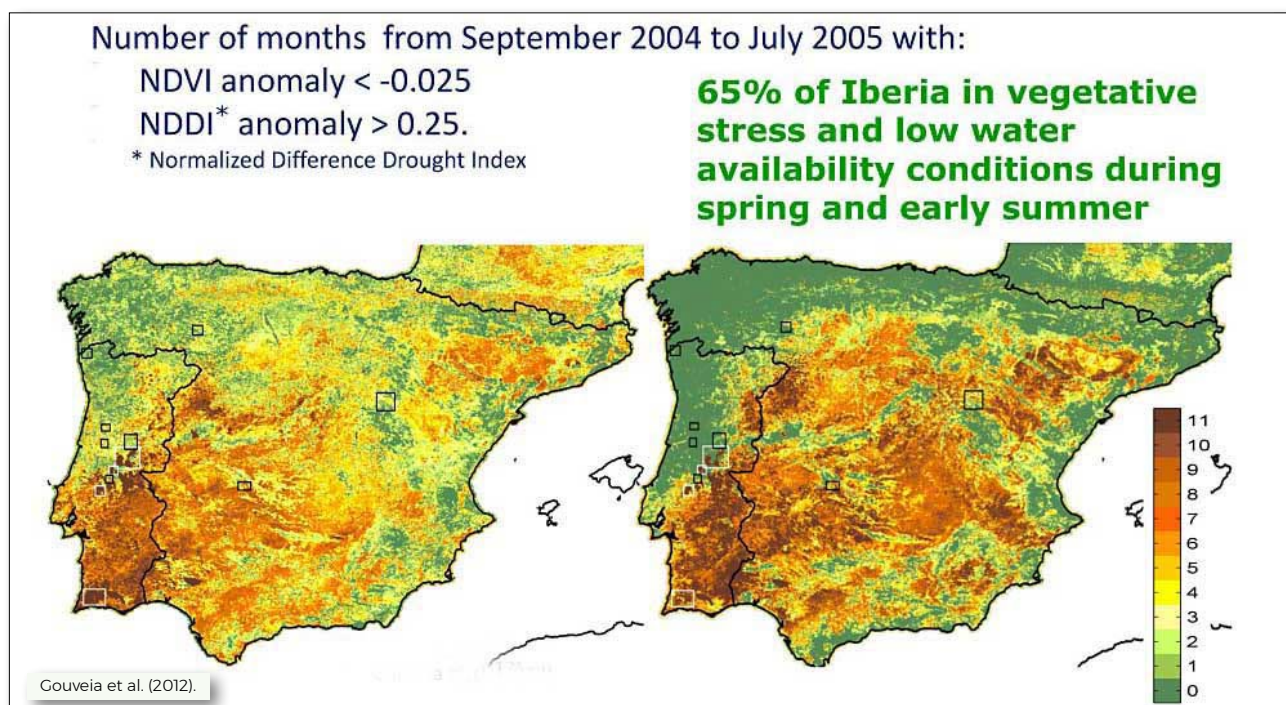 Number of months from September 2004 to July 2005 with:
NDVI anomaly < -0.025
NDDI* anomaly > 0.25.
* Normalized Difference Drought Index
65% of Iberia in vegetative
stress and low water
availability conditions during
spring and early summer
11
10
9
8
7
6
5
4
3
2
1
0
Gouveia et al. (2012).